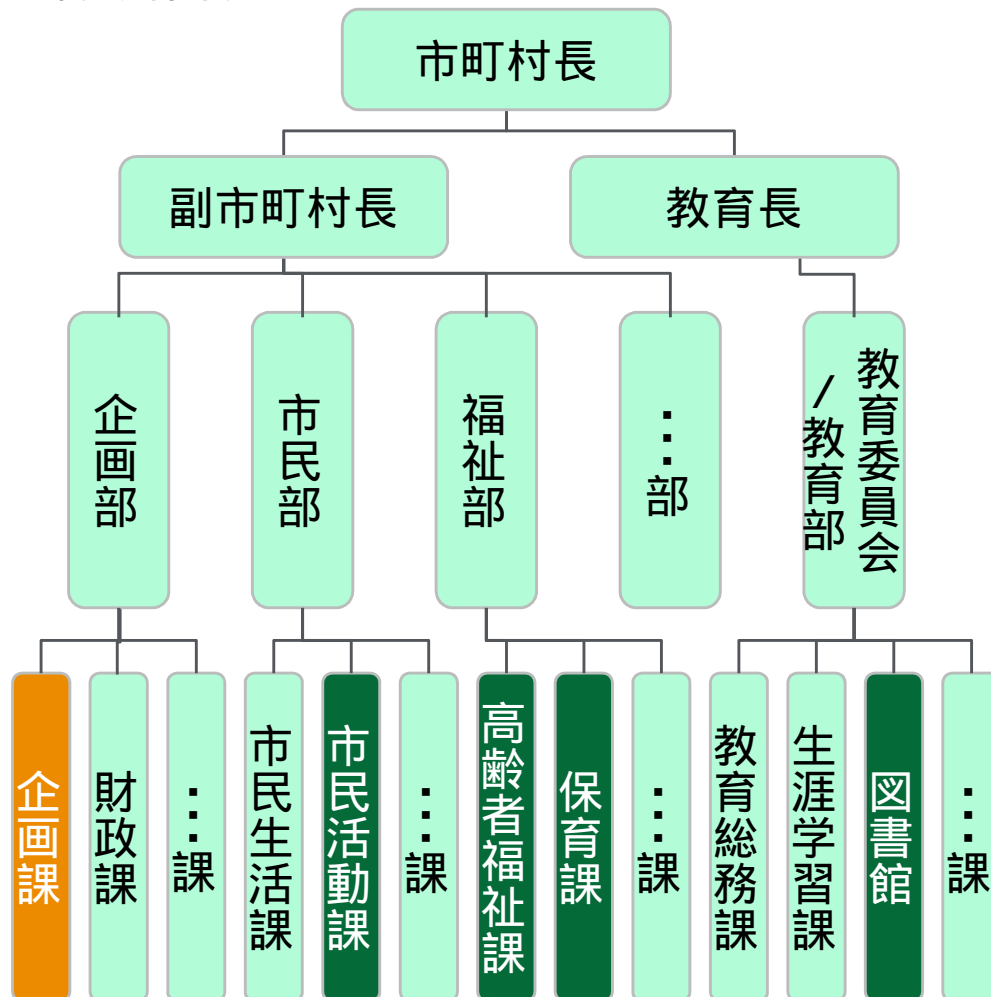 市町村長
副市町村長
教育長
企画部
市民部
福祉部
…部
教育委員会
/教育部
企画課
財政課
…課
市民生活課
市民活動課
…課
高齢者福祉課
保育課
…課
教育総務課
生涯学習課
図書館
…課